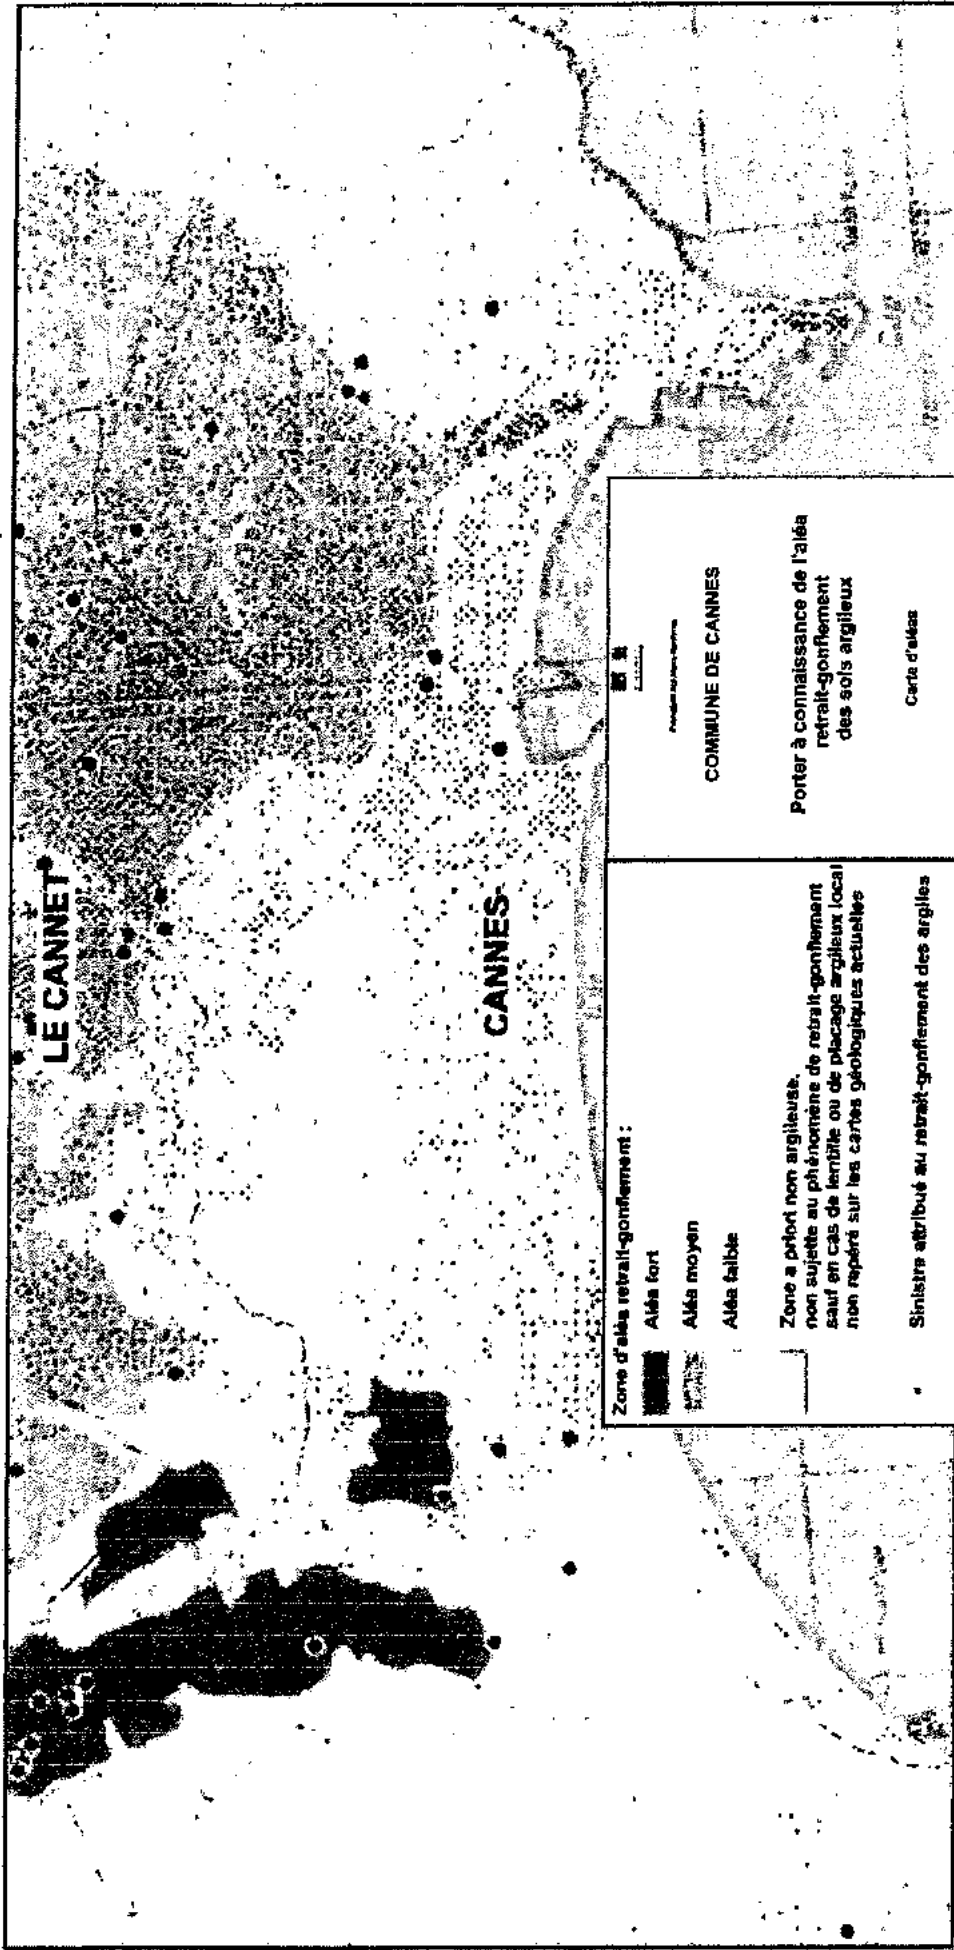 LE CANNET
CANNES
Zone d'aléa retrait-gonflement :
Aléa fort
Aléa moyen
Aléa faible
Zone a priori non argileuse,
non sujette au phénomène de retrait-gonflement
sauf en cas de lentille ou de placage argileux local
non repéré sur les cartes géologiques actuelles
Sinistre attribué au retrait-gonflement des argiles
COMMUNE DE CANNES
Porter à connaissance de l'aléa
retrait-gonflement
des sols argileux
Carte d'aléas